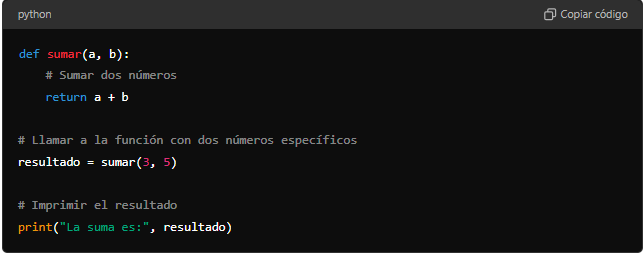 python
Copiar código
def sumar(a, b):
    # Sumar dos números
    return a + b
# Llamar a la función con dos números específicos
resultado = sumar(3, 5)
# Imprimir el resultado
print("La suma es:", resultado)